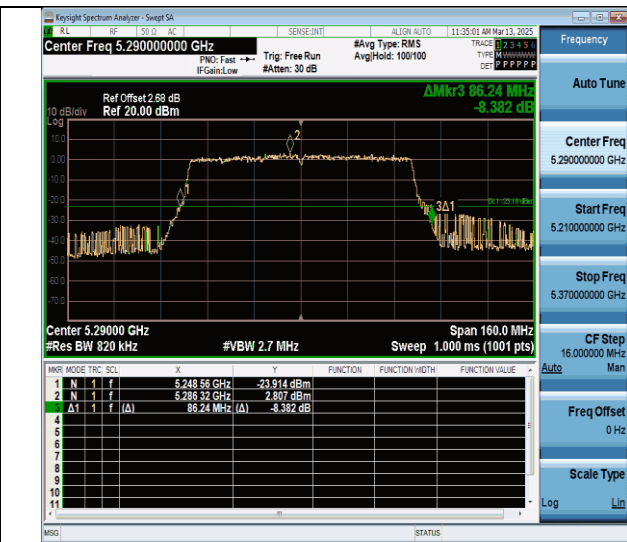 Keysight Spectrum Analyzer - Swept SA
RL RF 50 Ω AC SENSE:INT ALIGN AUTO 11:35:01 AM Mar 13, 2025
Center Freq 5.290000000 GHz
PNO: Fast
IFGain:Low
Trig: Free Run
#Atten: 30 dB
#Avg Type: RMS
Avg|Hold: 100/100
TRACE 1 2 3 4 5 6
TYPE M WWWWW
DET P P P P P P
Frequency
Auto Tune
Center Freq
5.290000000 GHz
Start Freq
5.210000000 GHz
Stop Freq
5.370000000 GHz
CF Step
16.000000 MHz
Auto Man
Freq Offset
0 Hz
Scale Type
Log Lin
ΔMkr3 86.24 MHz
-8.382 dB
Ref Offset 2.68 dB
10 dB/div Ref 20.00 dBm
Log
10.0
0.00
-10.0
-20.0
-30.0
-40.0
-50.0
-60.0
-70.0
2
3Δ1
Center 5.29000 GHz Span 160.0 MHz
#Res BW 820 kHz #VBW 2.7 MHz Sweep 1.000 ms (1001 pts)
MKR MODE TRC SCL X Y FUNCTION FUNCTION WIDTH FUNCTION VALUE
1 N 1 f 5.248 56 GHz -23.914 dBm
2 N 1 f 5.286 32 GHz 2.807 dBm
3 Δ1 1 f (Δ) 86.24 MHz (Δ) -8.382 dB
4
5
6
7
8
9
10
11
MSG STATUS